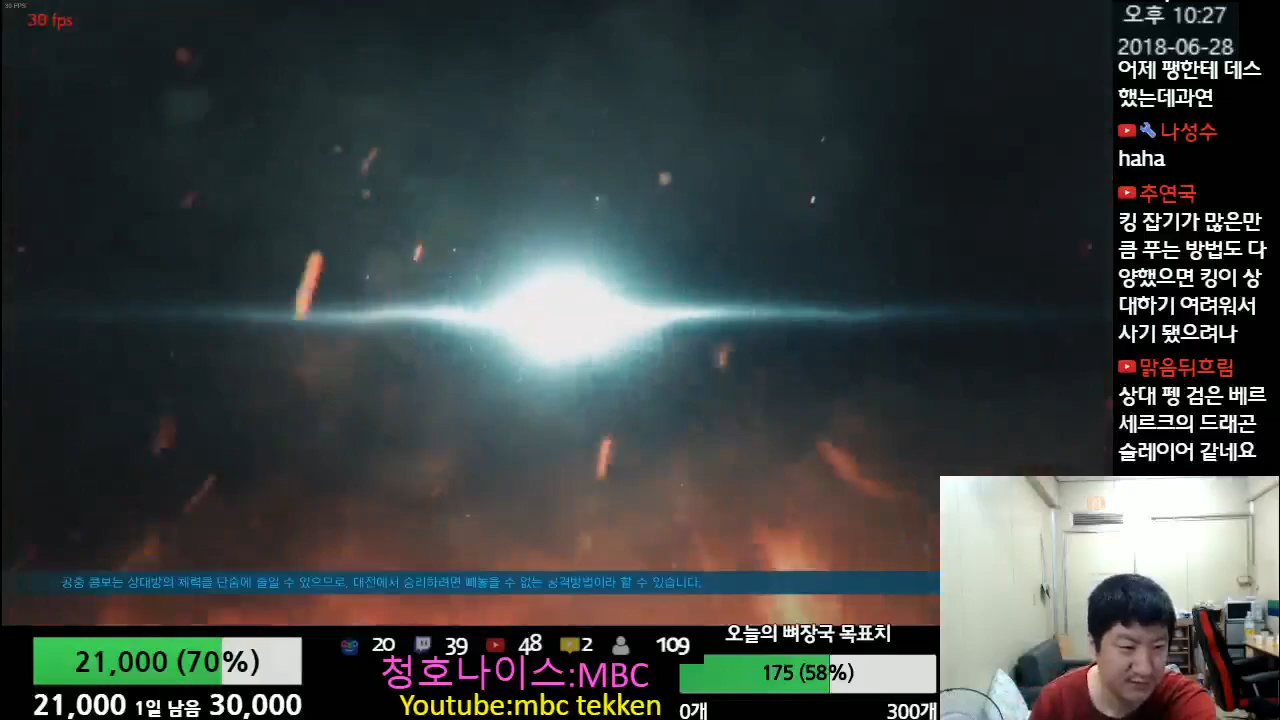 30 FPS
30 fps
오후 10:27
2018-06-28
어제 팽한테 데스
했는데과연
나성수
haha
추연국
킹 잡기가 많은만
큼 푸는 방법도 다
양했으면 킹이 상
대하기 여려워서
사기 됐으려나
맑음뒤흐림
상대 펭 검은 베르
세르크의 드래곤
슬레이어 같네요
공중 콤보는 상대방의 체력을 단숨에 줄일 수 있으므로, 대전에서 승리하려면 빼놓을 수 없는 공격방법이라 할 수 있습니다.
21,000 (70%)
21,000 1일 남음 30,000
20 39 48 2 109
청호나이스:MBC
Youtube:mbc tekken
오늘의 뼈장국 목표치
175 (58%)
0개 300개